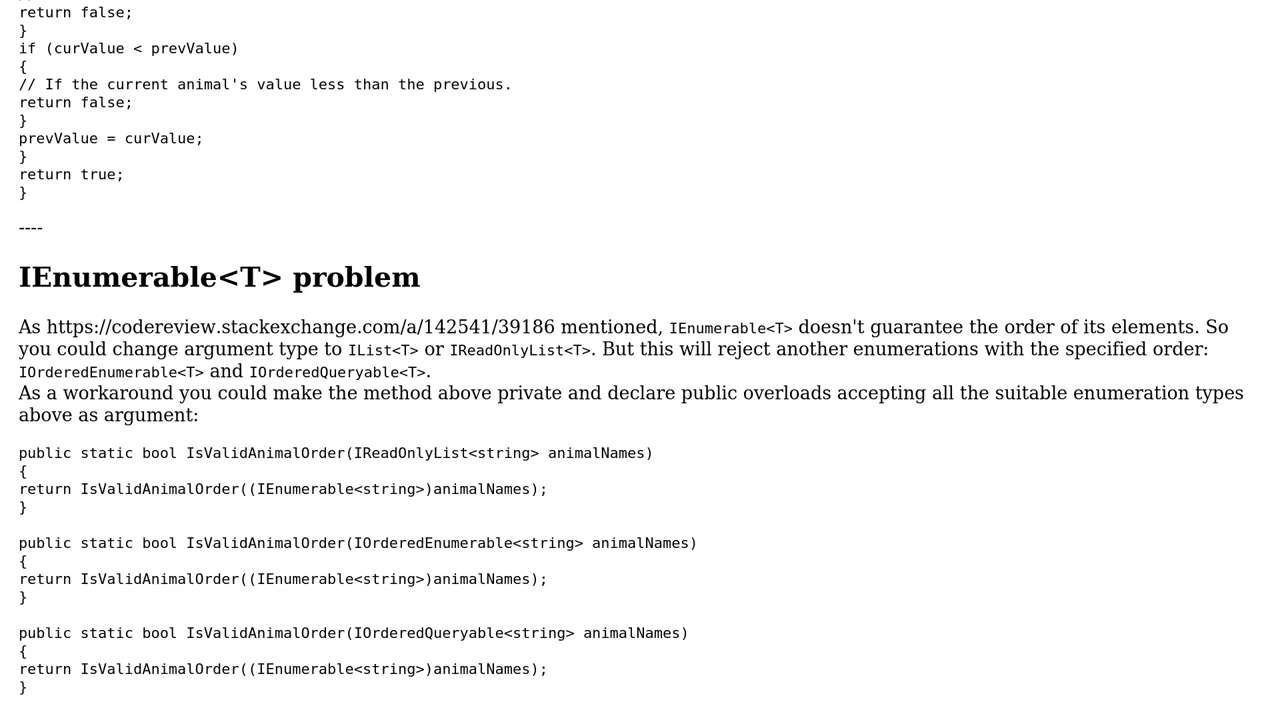 return false;
}
if (curValue < prevValue)
{
// If the current animal's value less than the previous.
return false;
}
prevValue = curValue;
}
return true;
}
----
IEnumerable<T> problem
As https://codereview.stackexchange.com/a/142541/39186 mentioned, IEnumerable<T> doesn't guarantee the order of its elements. So
you could change argument type to IList<T> or IReadOnlyList<T>. But this will reject another enumerations with the specified order:
IOrderedEnumerable<T> and IOrderedQueryable<T>.
As a workaround you could make the method above private and declare public overloads accepting all the suitable enumeration types
above as argument:
public static bool IsValidAnimalOrder(IReadOnlyList<string> animalNames)
{
return IsValidAnimalOrder((IEnumerable<string>)animalNames);
}
public static bool IsValidAnimalOrder(IOrderedEnumerable<string> animalNames)
{
return IsValidAnimalOrder((IEnumerable<string>)animalNames);
}
public static bool IsValidAnimalOrder(IOrderedQueryable<string> animalNames)
{
return IsValidAnimalOrder((IEnumerable<string>)animalNames);
}